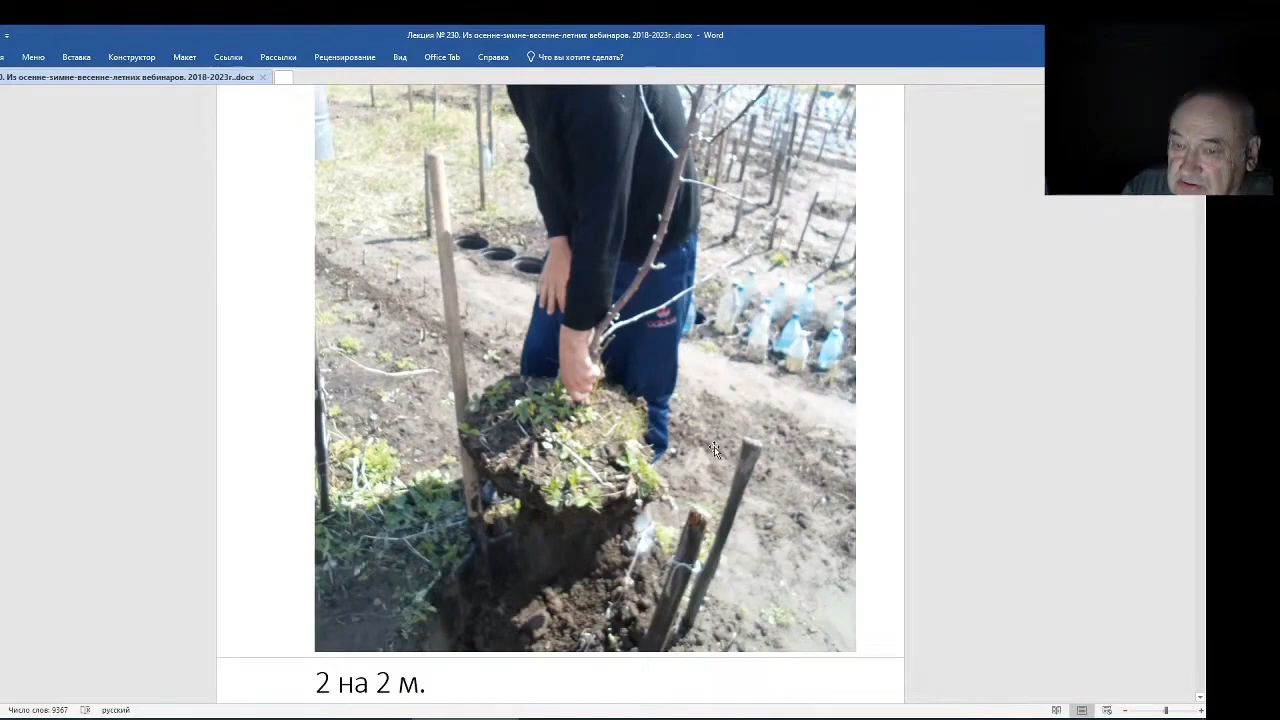 Лекция № 230. Из осенне-зимне-весенне-летних вебинаров. 2018-2023г..docx - Word
я Меню Вставка Конструктор Макет Ссылки Рассылки Рецензирование Вид Office Tab Справка Что вы хотите сделать?
0. Из осенне-зимне-весенне-летних вебинаров. 2018-2023г..docx
adidas
2 на 2 м.
Число слов: 9367 русский